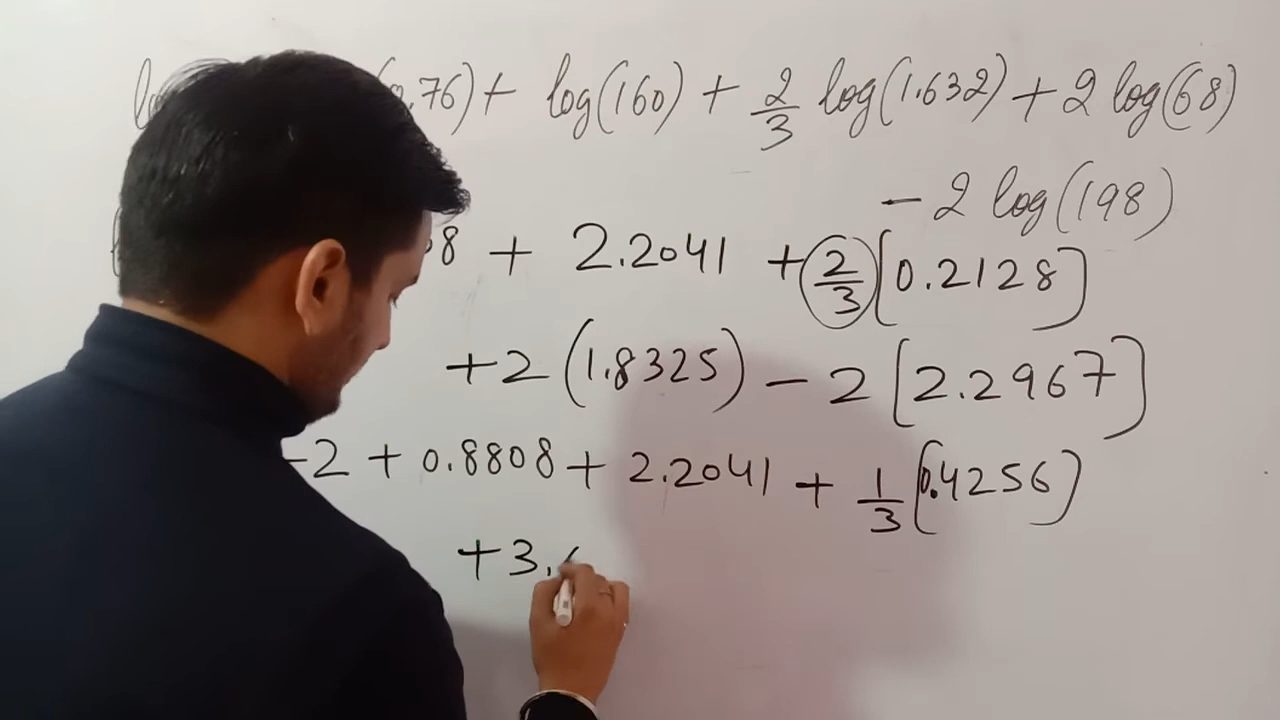 .76) + log(160) + 2/3 log(1.632) + 2 log(68)
- 2 log(198)
8 + 2.2041 + 2/3 [0.2128]
+2 (1.8325) - 2 [2.2967]
-2 + 0.8808 + 2.2041 + 1/3 [0.4256)
+3.